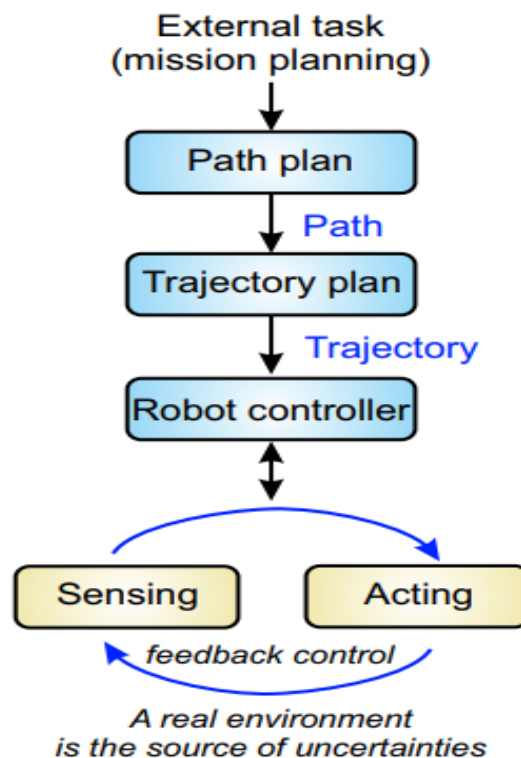 External task
(mission planning)
Path plan
Path
Trajectory plan
Trajectory
Robot controller
Sensing
Acting
feedback control
A real environment
is the source of uncertainties